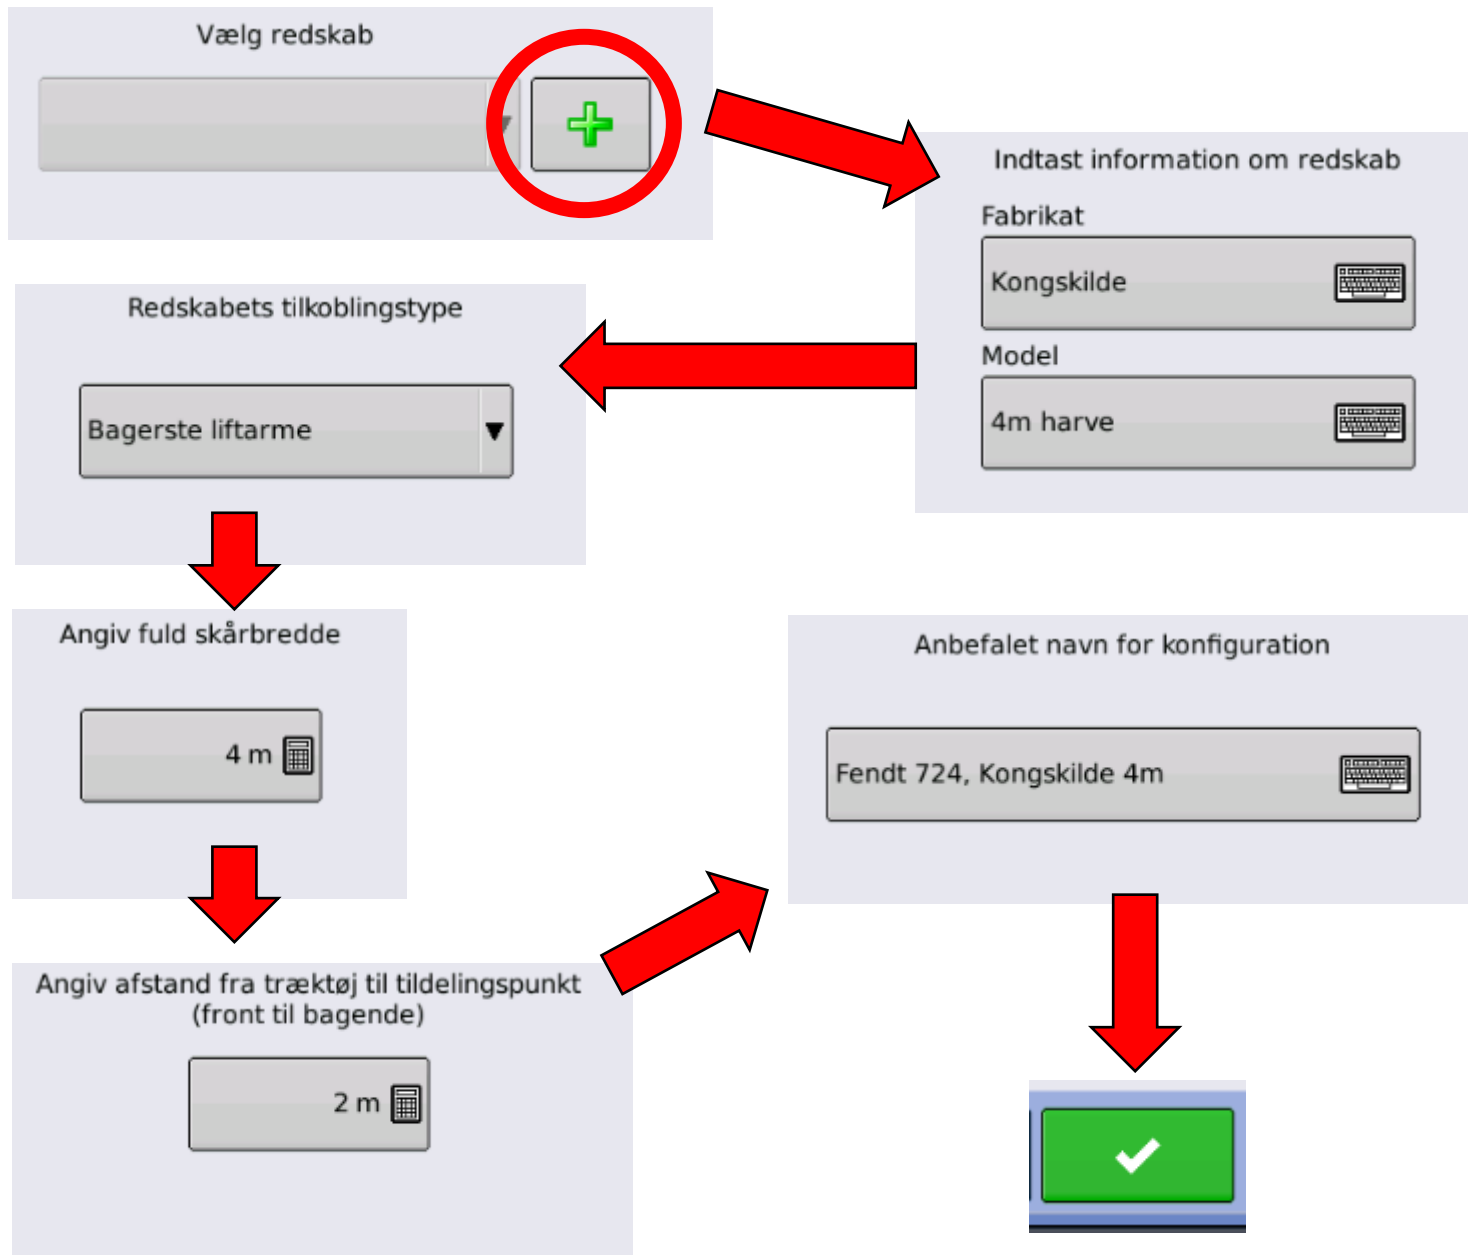 Vælg redskab
Indtast information om redskab
Fabrikat
Kongskilde
Model
4m harve
Redskabets tilkoblingstype
Bagerste liftarme
Angiv fuld skårbredde
4 m
Angiv afstand fra træktøj til tildelingspunkt
(front til bagende)
2 m
Anbefalet navn for konfiguration
Fendt 724, Kongskilde 4m